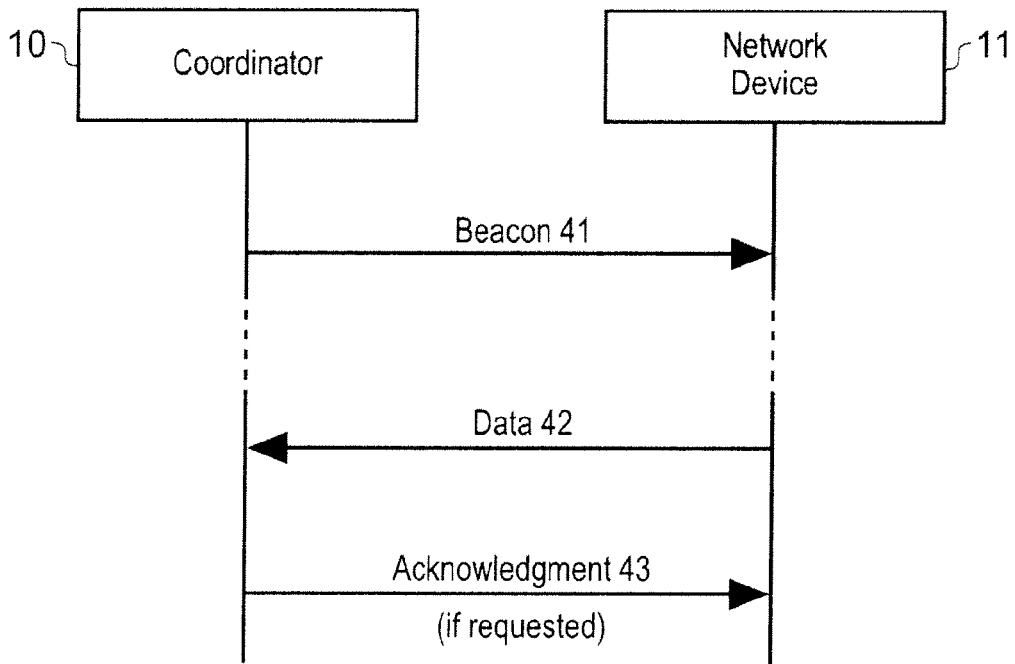 10
Coordinator
Network
Device
11
Beacon 41
Data 42
Acknowledgment 43
(if requested)